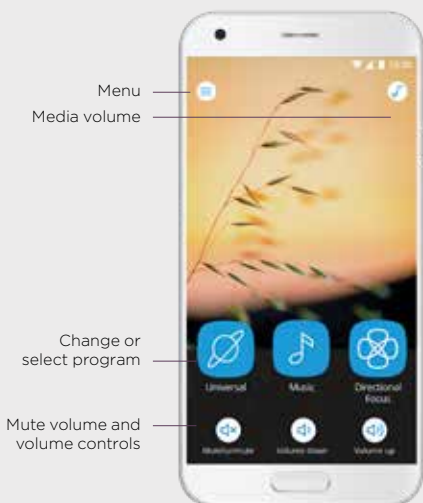 Menu
Media volume
Change or
select program
Universal
Music
Directional
Focus
Mute volume and
volume controls
Mute/unmute
Volume down
Volume up